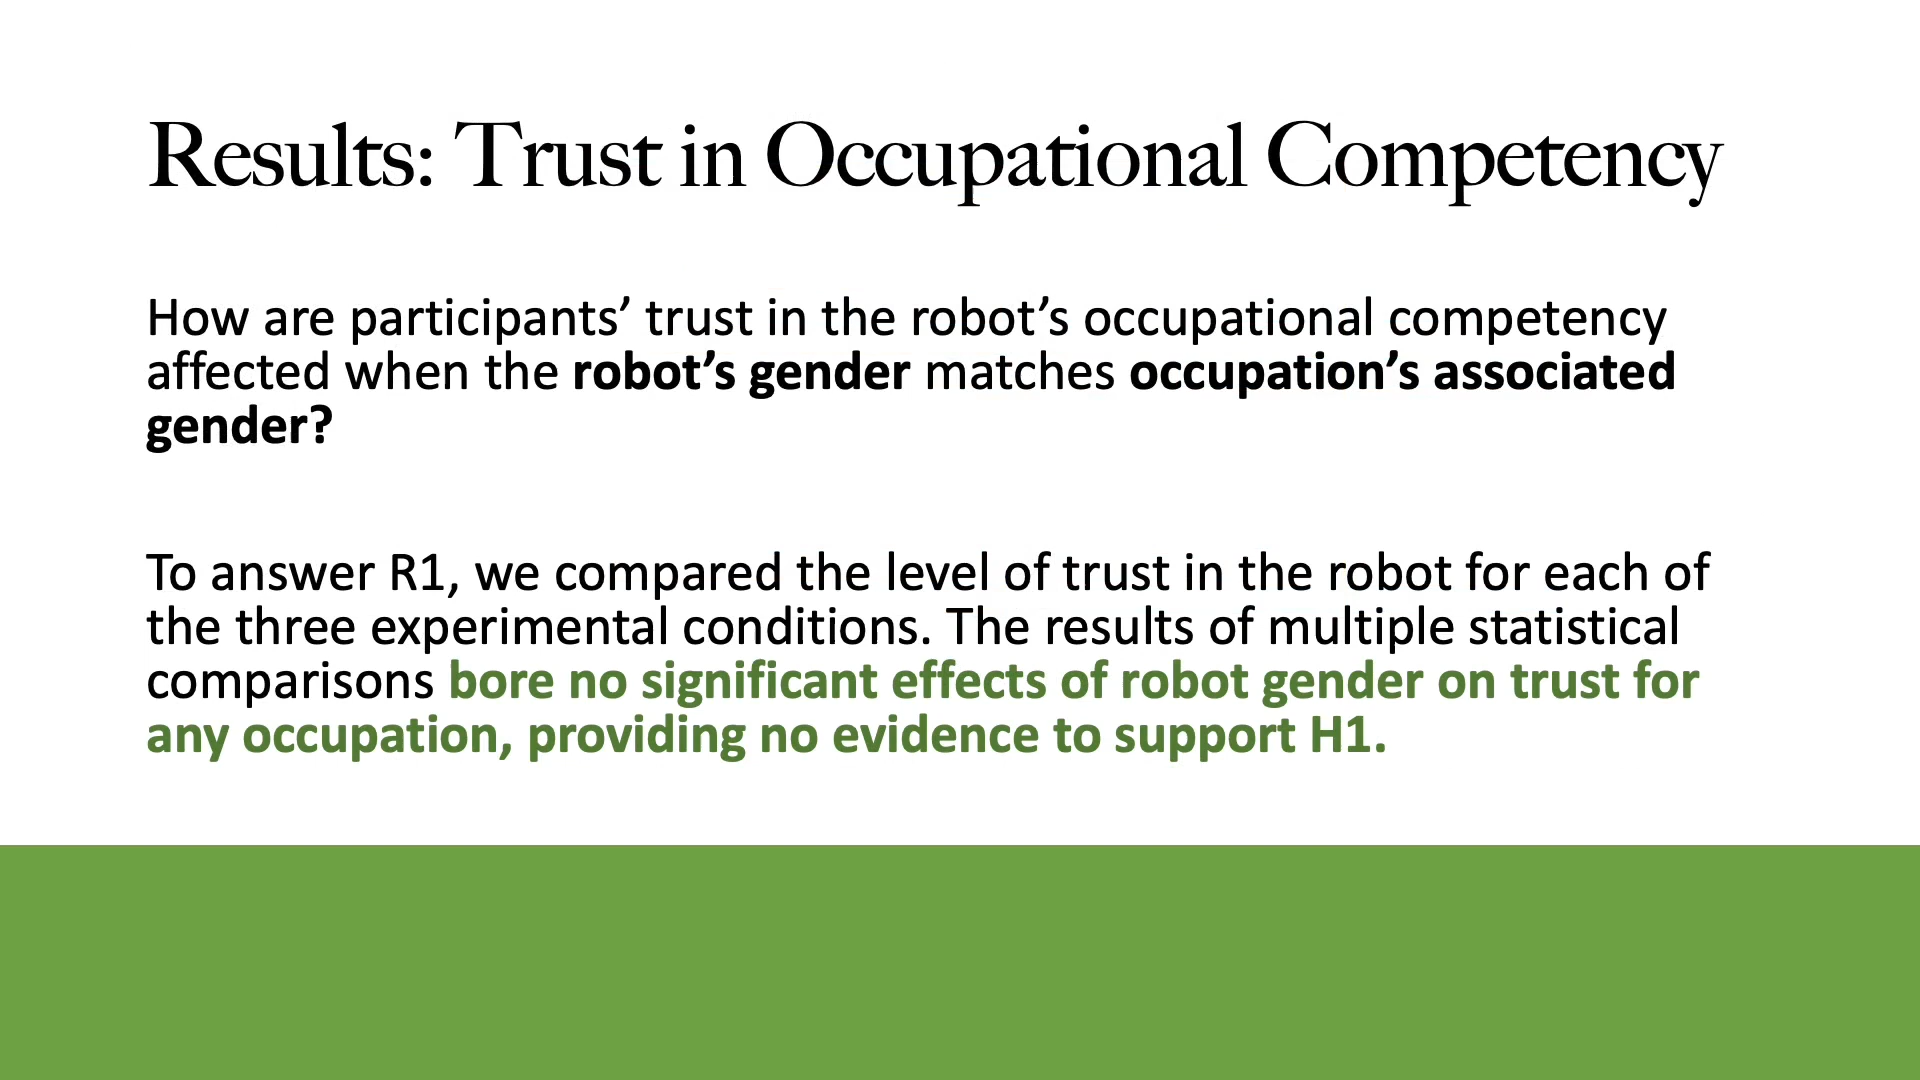 Results: Trust in Occupational Competency
How are participants’ trust in the robot’s occupational competency
affected when the robot’s gender matches occupation’s associated
gender?
To answer R1, we compared the level of trust in the robot for each of
the three experimental conditions. The results of multiple statistical
comparisons bore no significant effects of robot gender on trust for
any occupation, providing no evidence to support H1.